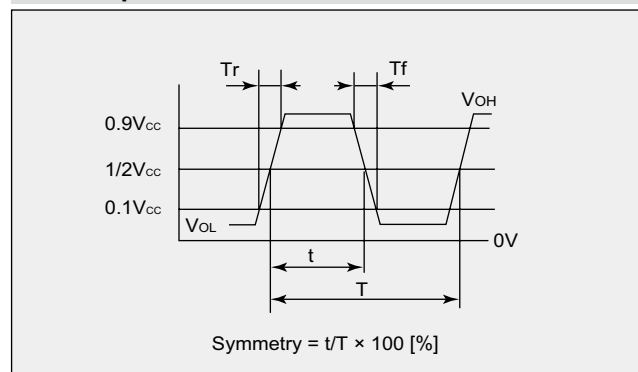 Tr Tf
VOH
0.9Vcc
1/2Vcc
0.1Vcc
VOL
0V
t
T
Symmetry = t/T × 100 [%]